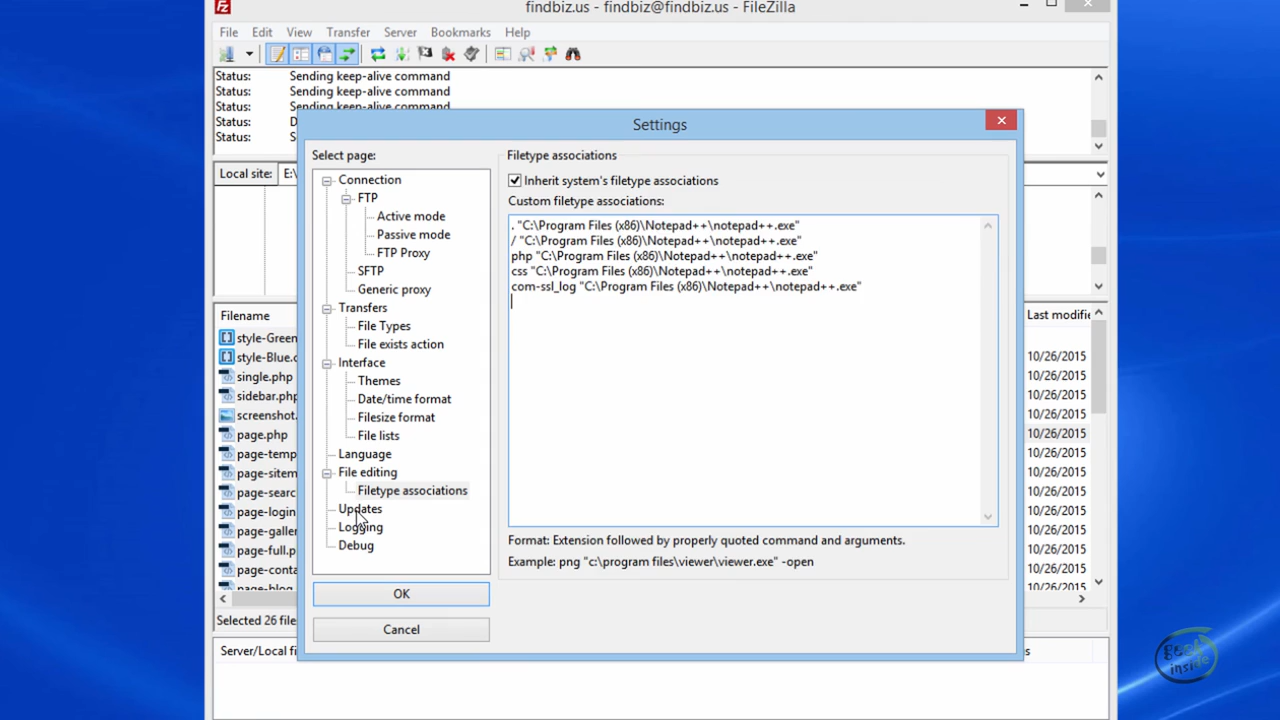 findbiz.us - findbiz@findbiz.us - FileZilla
File Edit View Transfer Server Bookmarks Help
Status: Sending keep-alive command
Status: Sending keep-alive command
Status: Sending keep-alive command
Status: D
Status: S
Settings
Local site: E:\
Select page:
Connection
FTP
Active mode
Passive mode
FTP Proxy
SFTP
Generic proxy
Transfers
File Types
File exists action
Interface
Themes
Date/time format
Filesize format
File lists
Language
File editing
Filetype associations
Updates
Logging
Debug
OK
Cancel
Filetype associations
Inherit system's filetype associations
Custom filetype associations:
. "C:\Program Files (x86)\Notepad++\notepad++.exe"
/ "C:\Program Files (x86)\Notepad++\notepad++.exe"
php "C:\Program Files (x86)\Notepad++\notepad++.exe"
css "C:\Program Files (x86)\Notepad++\notepad++.exe"
com-ssl_log "C:\Program Files (x86)\Notepad++\notepad++.exe"
Format: Extension followed by properly quoted command and arguments.
Example: png "c:\program files\viewer\viewer.exe" -open
Filename
style-Green
style-Blue.c
single.php
sidebar.php
screenshot.
page.php
page-temp
page-sitem
page-searc
page-login
page-galler
page-full.p
page-conta
page-blog
Last modifie
10/26/2015
10/26/2015
10/26/2015
10/26/2015
10/26/2015
10/26/2015
10/26/2015
10/26/2015
10/26/2015
10/26/2015
10/26/2015
10/26/2015
10/26/2015
Selected 26 file
Server/Local fi
s
geek
inside